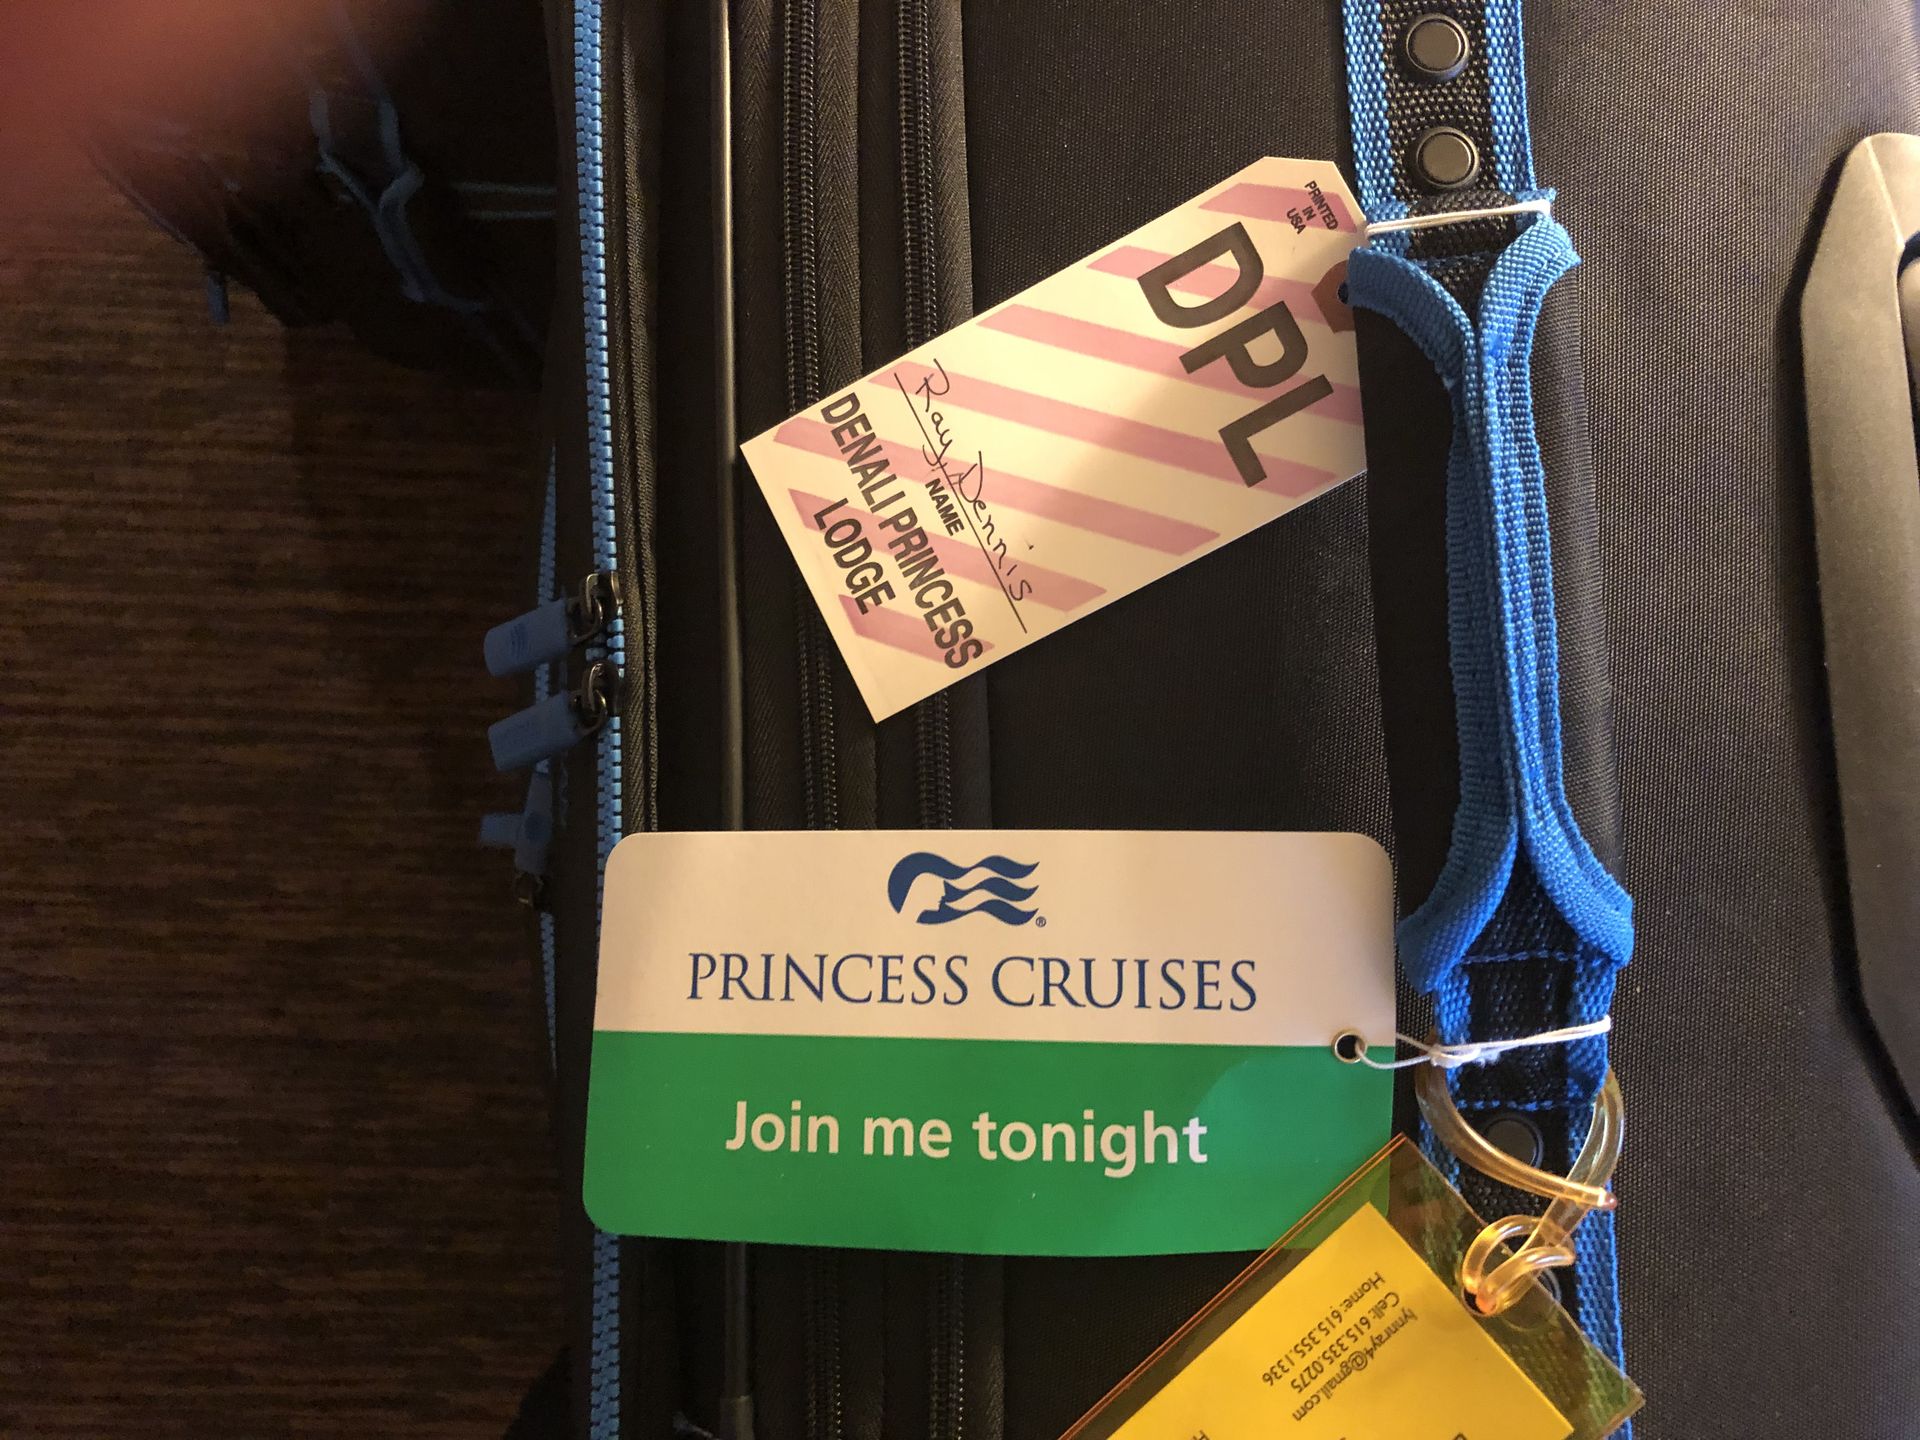 PRINTED
IN
USA
DPL
Ray Dennis
NAME
DENALI PRINCESS
LODGE
PRINCESS CRUISES
Join me tonight
lynnray4@gmail.com
Cell: 615.335.0275
Home: 615.355.1336